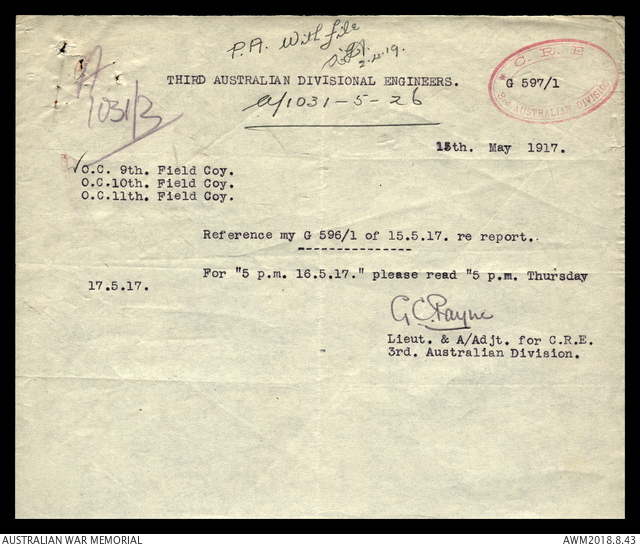 P.A. With file
2.4.19.
C. R. E.
THIRD AUSTRALIAN DIVISIONAL ENGINEERS.
G 597/1
3RD AUSTRALIAN DIVISION
A/1031-5-26
A
1031/3
15th. May 1917.
O.C. 9th. Field Coy.
O.C.10th. Field Coy.
O.C.11th. Field Coy.
Reference my G 596/1 of 15.5.17. re report..
For "5 p.m. 16.5.17." please read "5 p.m. Thursday
17.5.17.
G C Payne
Lieut. & A/Adjt. for C.R.E.
3rd. Australian Division.
AUSTRALIAN WAR MEMORIAL
AWM2018.8.43